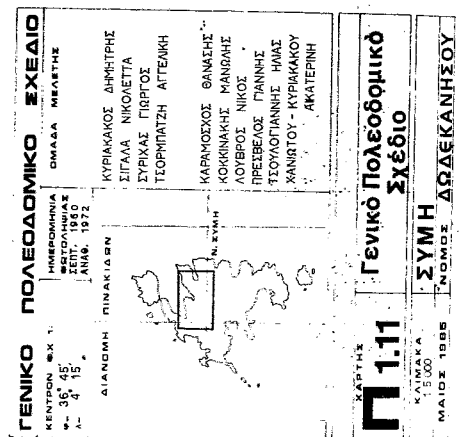 ΓΕΝΙΚΟ ΠΟΛΕΟΔΟΜΙΚΟ ΣΧΕΔΙΟ
ΚΕΝΤΡΟΝ Φ.Χ 1:
φ= 36° 45'
λ= 4° 15'
ΗΜΕΡΟΜΗΝΙΑ
ΦΩΤΟΛΗΨΙΑΣ
ΣΕΠΤ. 1960
ΑΝΑΘ. 1972
ΔΙΑΝΟΜΗ ΠΙΝΑΚΙΔΩΝ
Ν. ΣΥΜΗ
ΟΜΑΔΑ ΜΕΛΕΤΗΣ
ΚΥΡΙΑΚΑΚΟΣ ΔΗΜΗΤΡΗΣ
ΣΙΓΑΛΑ ΝΙΚΟΛΕΤΤΑ
ΣΥΡΙΧΑΣ ΓΙΩΡΓΟΣ
ΤΣΟΡΜΠΑΤΖΗ ΑΓΓΕΛΙΚΗ
ΚΑΡΑΜΟΣΧΟΣ ΘΑΝΑΣΗΣ
ΚΟΚΚΙΝΑΚΗΣ ΜΑΝΩΛΗΣ
ΛΟΥΒΡΟΣ ΝΙΚΟΣ
ΠΡΕΣΒΕΛΟΣ ΓΙΑΝΝΗΣ
ΤΣΟΥΛΟΓΙΑΝΝΗΣ ΗΛΙΑΣ
ΧΑΝΙΩΤΟΥ - ΚΥΡΙΑΚΑΚΟΥ
ΑΙΚΑΤΕΡΙΝΗ
ΧΑΡΤΗΣ
Π 1.11
Γενικό Πολεοδομικό
Σχέδιο
ΚΛΙΜΑΚΑ
1:5000
ΜΑΙΟΣ 1985
ΣΥΜΗ
ΝΟΜΟΣ ΔΩΔΕΚΑΝΗΣΟΥ